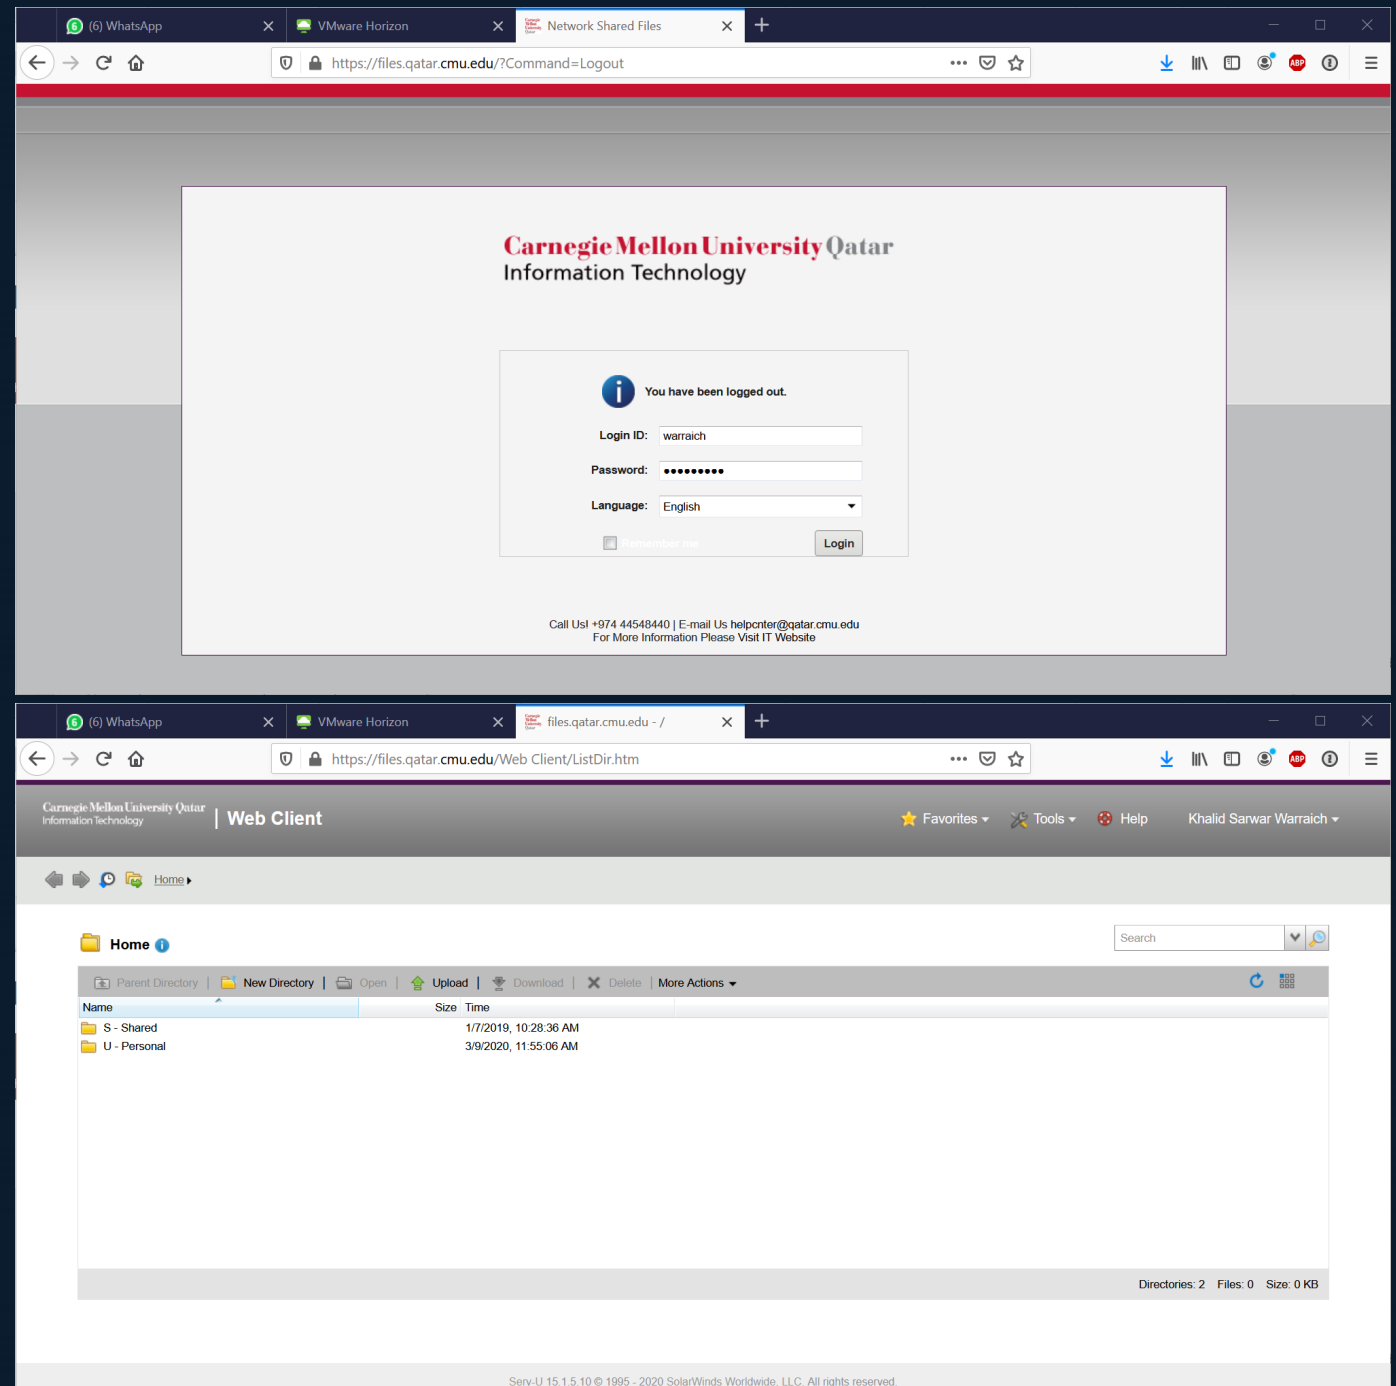 (6) WhatsApp VMware Horizon Network Shared Files
https://files.qatar.cmu.edu/?Command=Logout
Carnegie Mellon University Qatar
Information Technology
You have been logged out.
Login ID: warraich
Password: •••••••••
Language: English
Remember me Login
Call Us! +974 44548440 | E-mail Us helpcnter@qatar.cmu.edu
For More Information Please Visit IT Website
(6) WhatsApp VMware Horizon files.qatar.cmu.edu - /
https://files.qatar.cmu.edu/Web Client/ListDir.htm
Carnegie Mellon University Qatar
Information Technology | Web Client Favorites Tools Help Khalid Sarwar Warraich
Home
Home Search
Parent Directory | New Directory | Open | Upload | Download | Delete | More Actions
Name Size Time
S - Shared 1/7/2019, 10:28:36 AM
U - Personal 3/9/2020, 11:55:06 AM
Directories: 2 Files: 0 Size: 0 KB
Serv-U 15.1.5.10 © 1995 - 2020 SolarWinds Worldwide, LLC. All rights reserved.